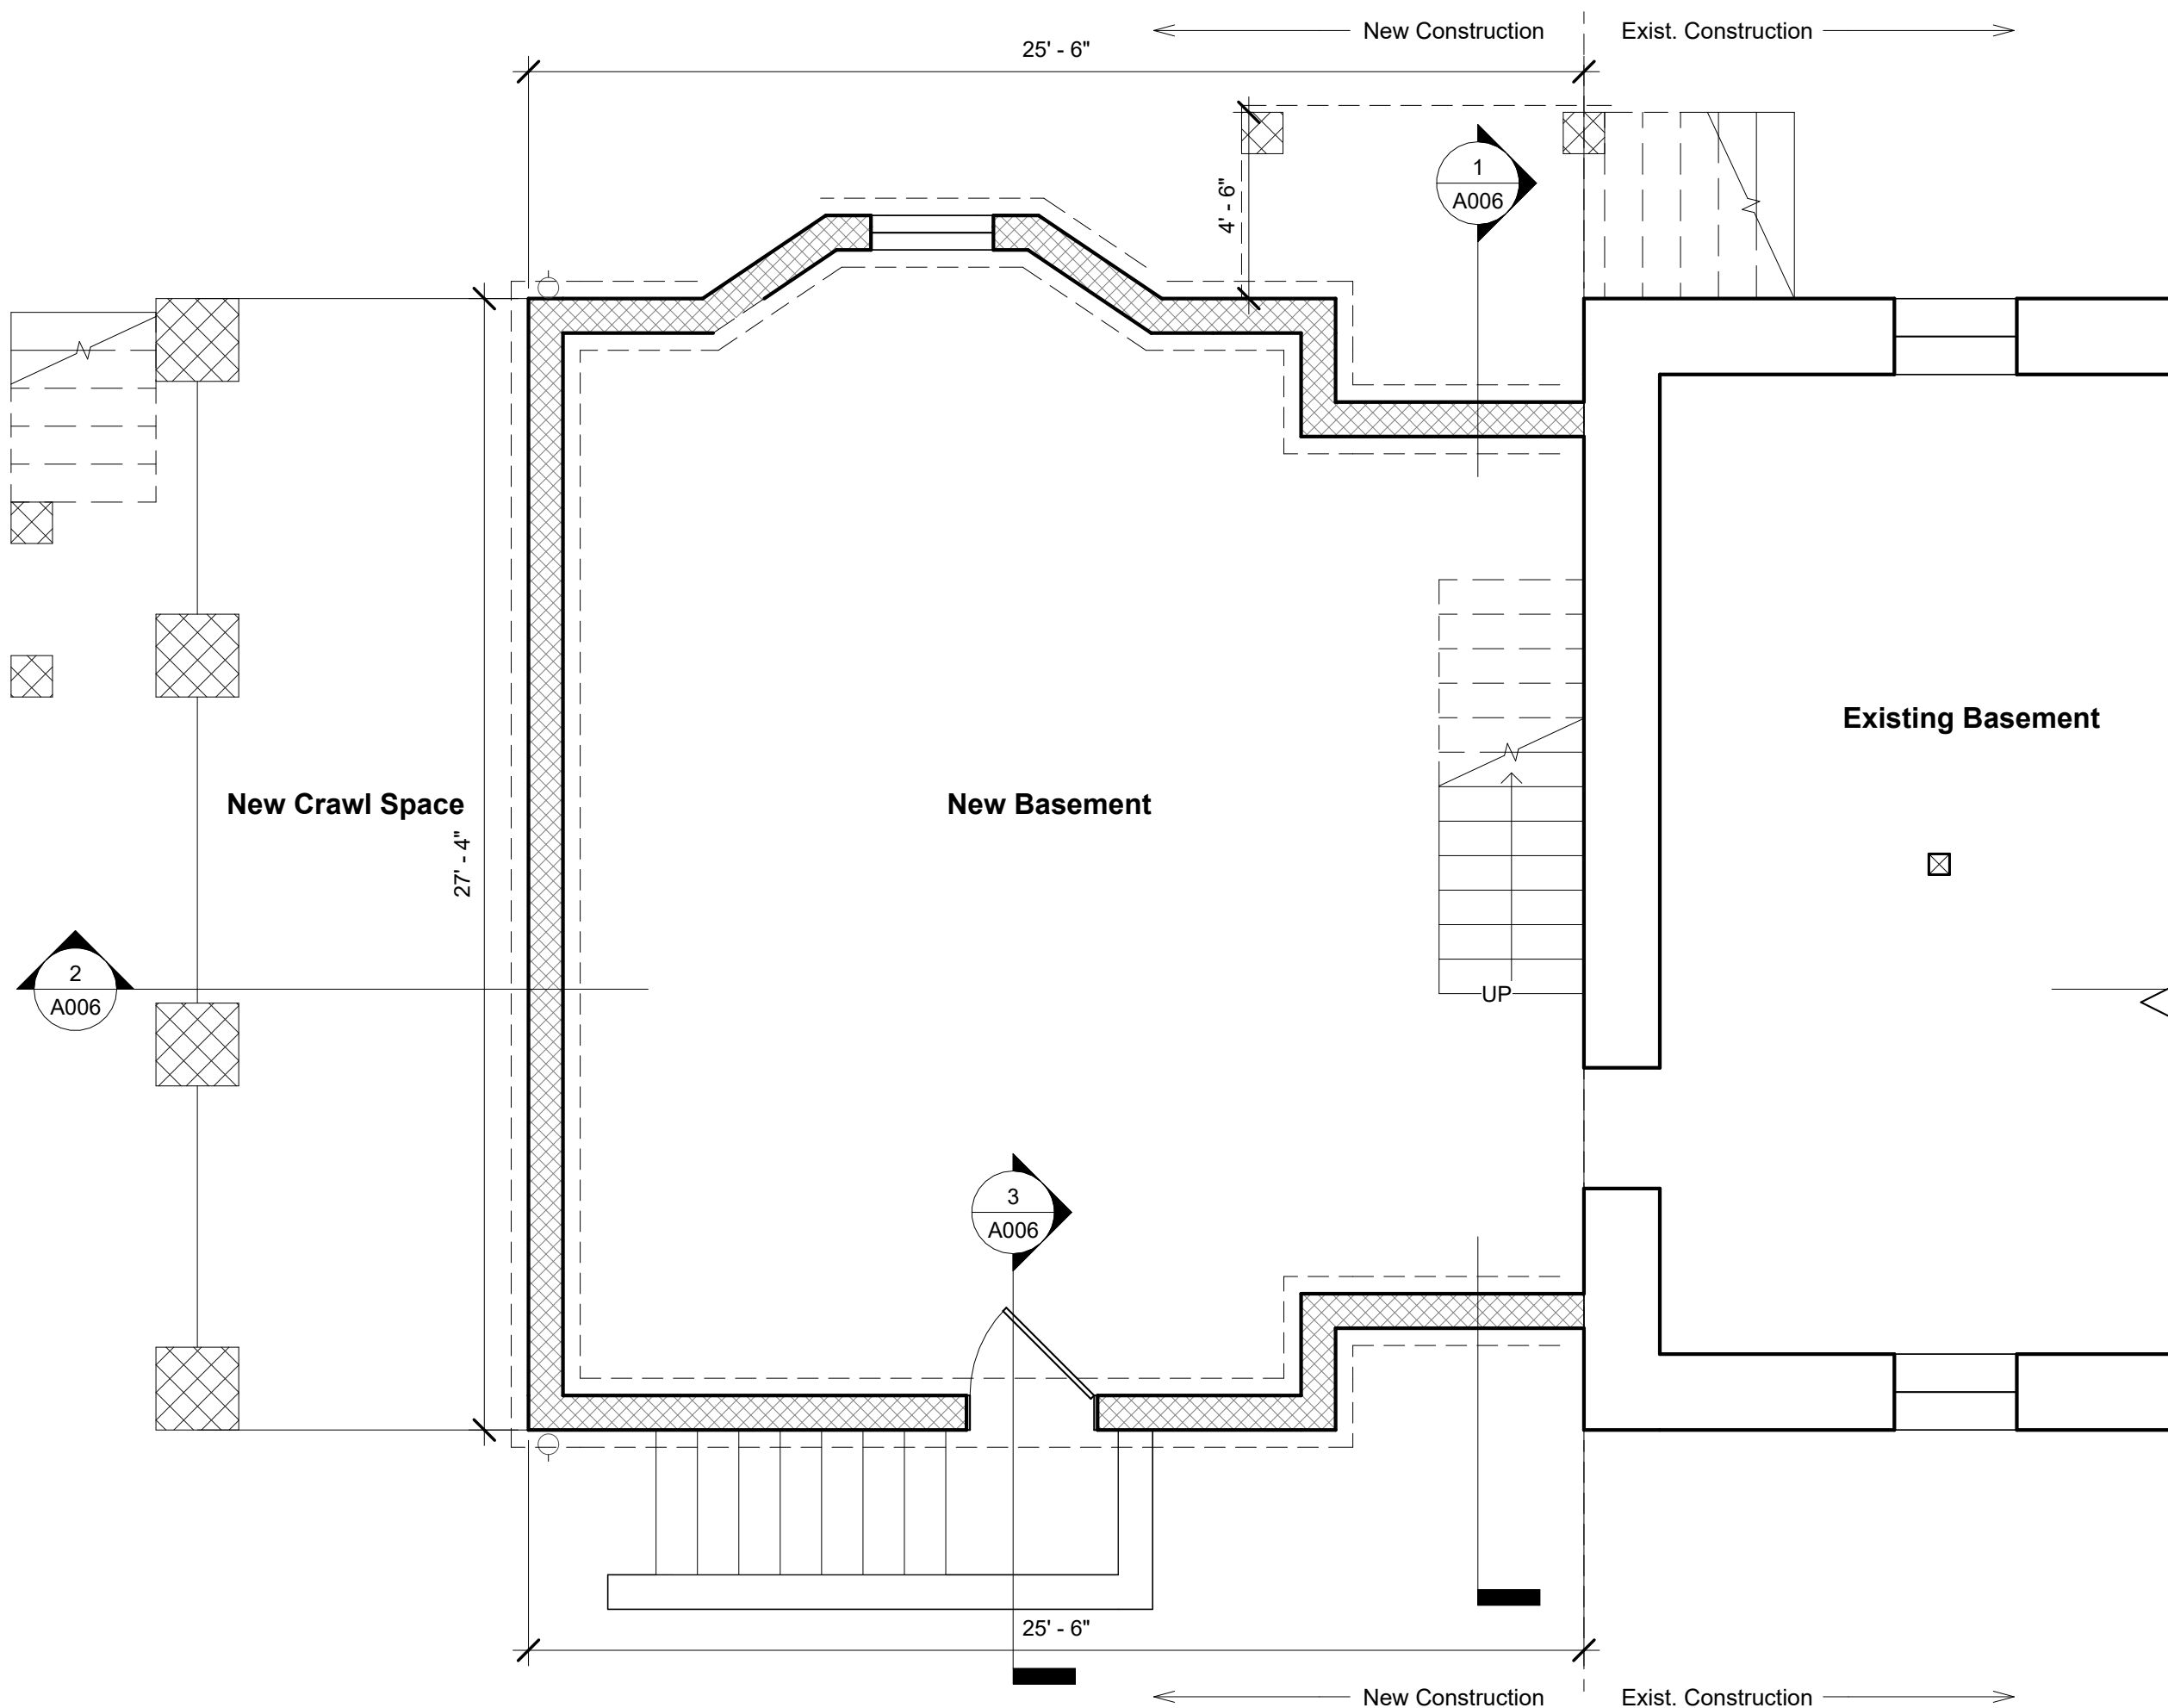 New Construction
Exist. Construction
25' - 6"
1
A006
4' - 6"
Existing Basement
New Crawl Space
New Basement
27' - 4"
2
A006
UP
3
A006
25' - 6"
New Construction
Exist. Construction